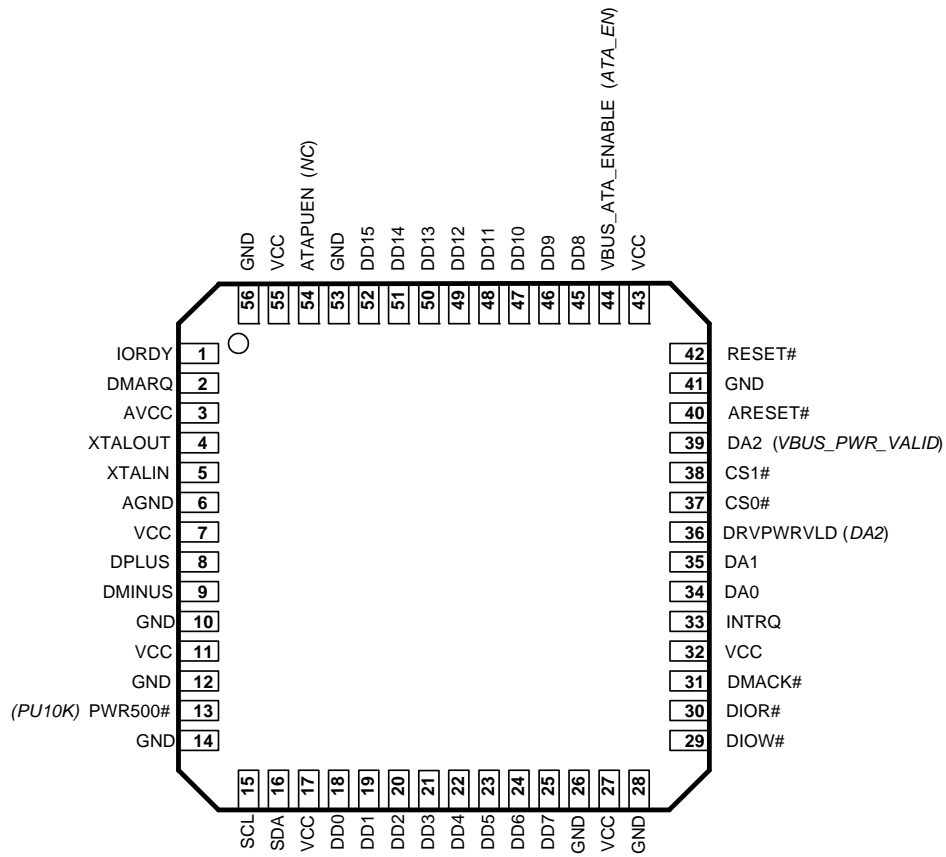 VBUS_ATA_ENABLE (ATA_EN)
ATAPUEN (NC)
GND
VCC
GND
DD15
DD14
DD13
DD12
DD11
DD10
DD9
DD8
VCC
56
55
54
53
52
51
50
49
48
47
46
45
44
43
IORDY 1
DMARQ 2
AVCC 3
XTALOUT 4
XTALIN 5
AGND 6
VCC 7
DPLUS 8
DMINUS 9
GND 10
VCC 11
GND 12
(PU10K) PWR500# 13
GND 14
42 RESET#
41 GND
40 ARESET#
39 DA2 (VBUS_PWR_VALID)
38 CS1#
37 CS0#
36 DRVPWRVLD (DA2)
35 DA1
34 DA0
33 INTRQ
32 VCC
31 DMACK#
30 DIOR#
29 DIOW#
15
16
17
18
19
20
21
22
23
24
25
26
27
28
SCL
SDA
VCC
DD0
DD1
DD2
DD3
DD4
DD5
DD6
DD7
GND
VCC
GND